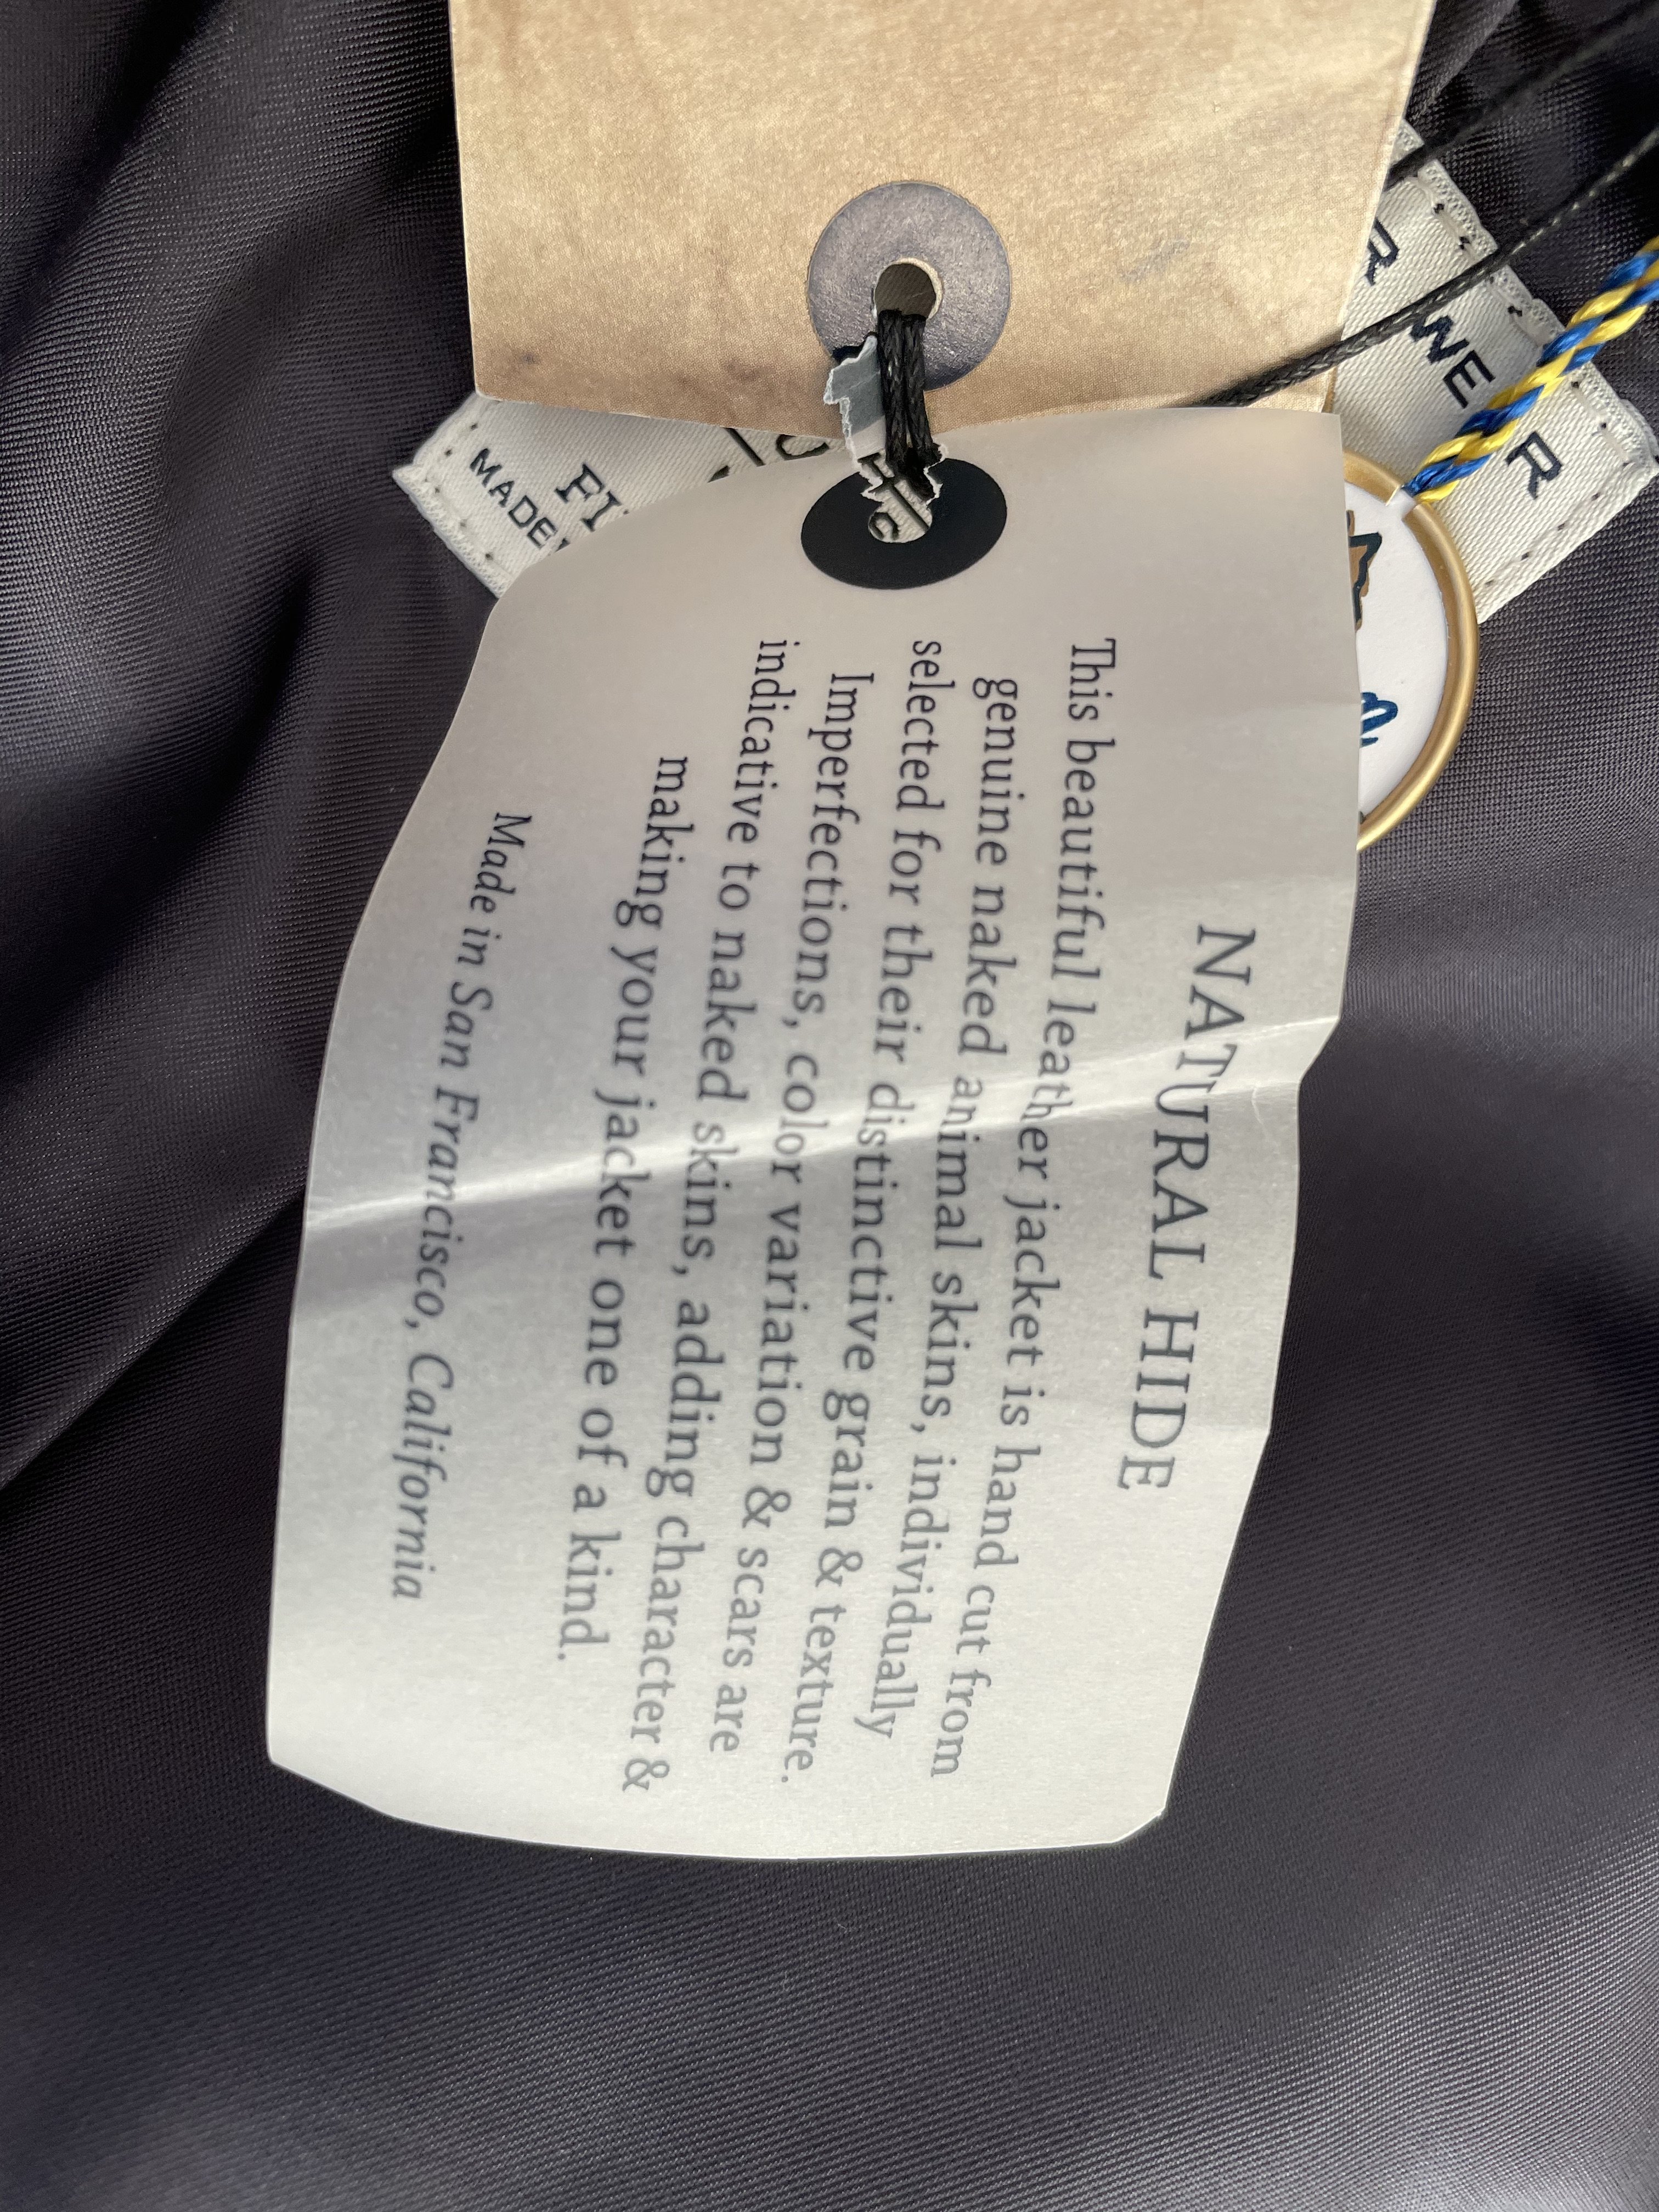 NATURAL HIDE
This beautiful leather jacket is hand cut from
genuine naked animal skins, individually
selected for their distinctive grain & texture.
Imperfections, color variation & scars are
indicative to naked skins, adding character &
making your jacket one of a kind.
Made in San Francisco, California
MADE